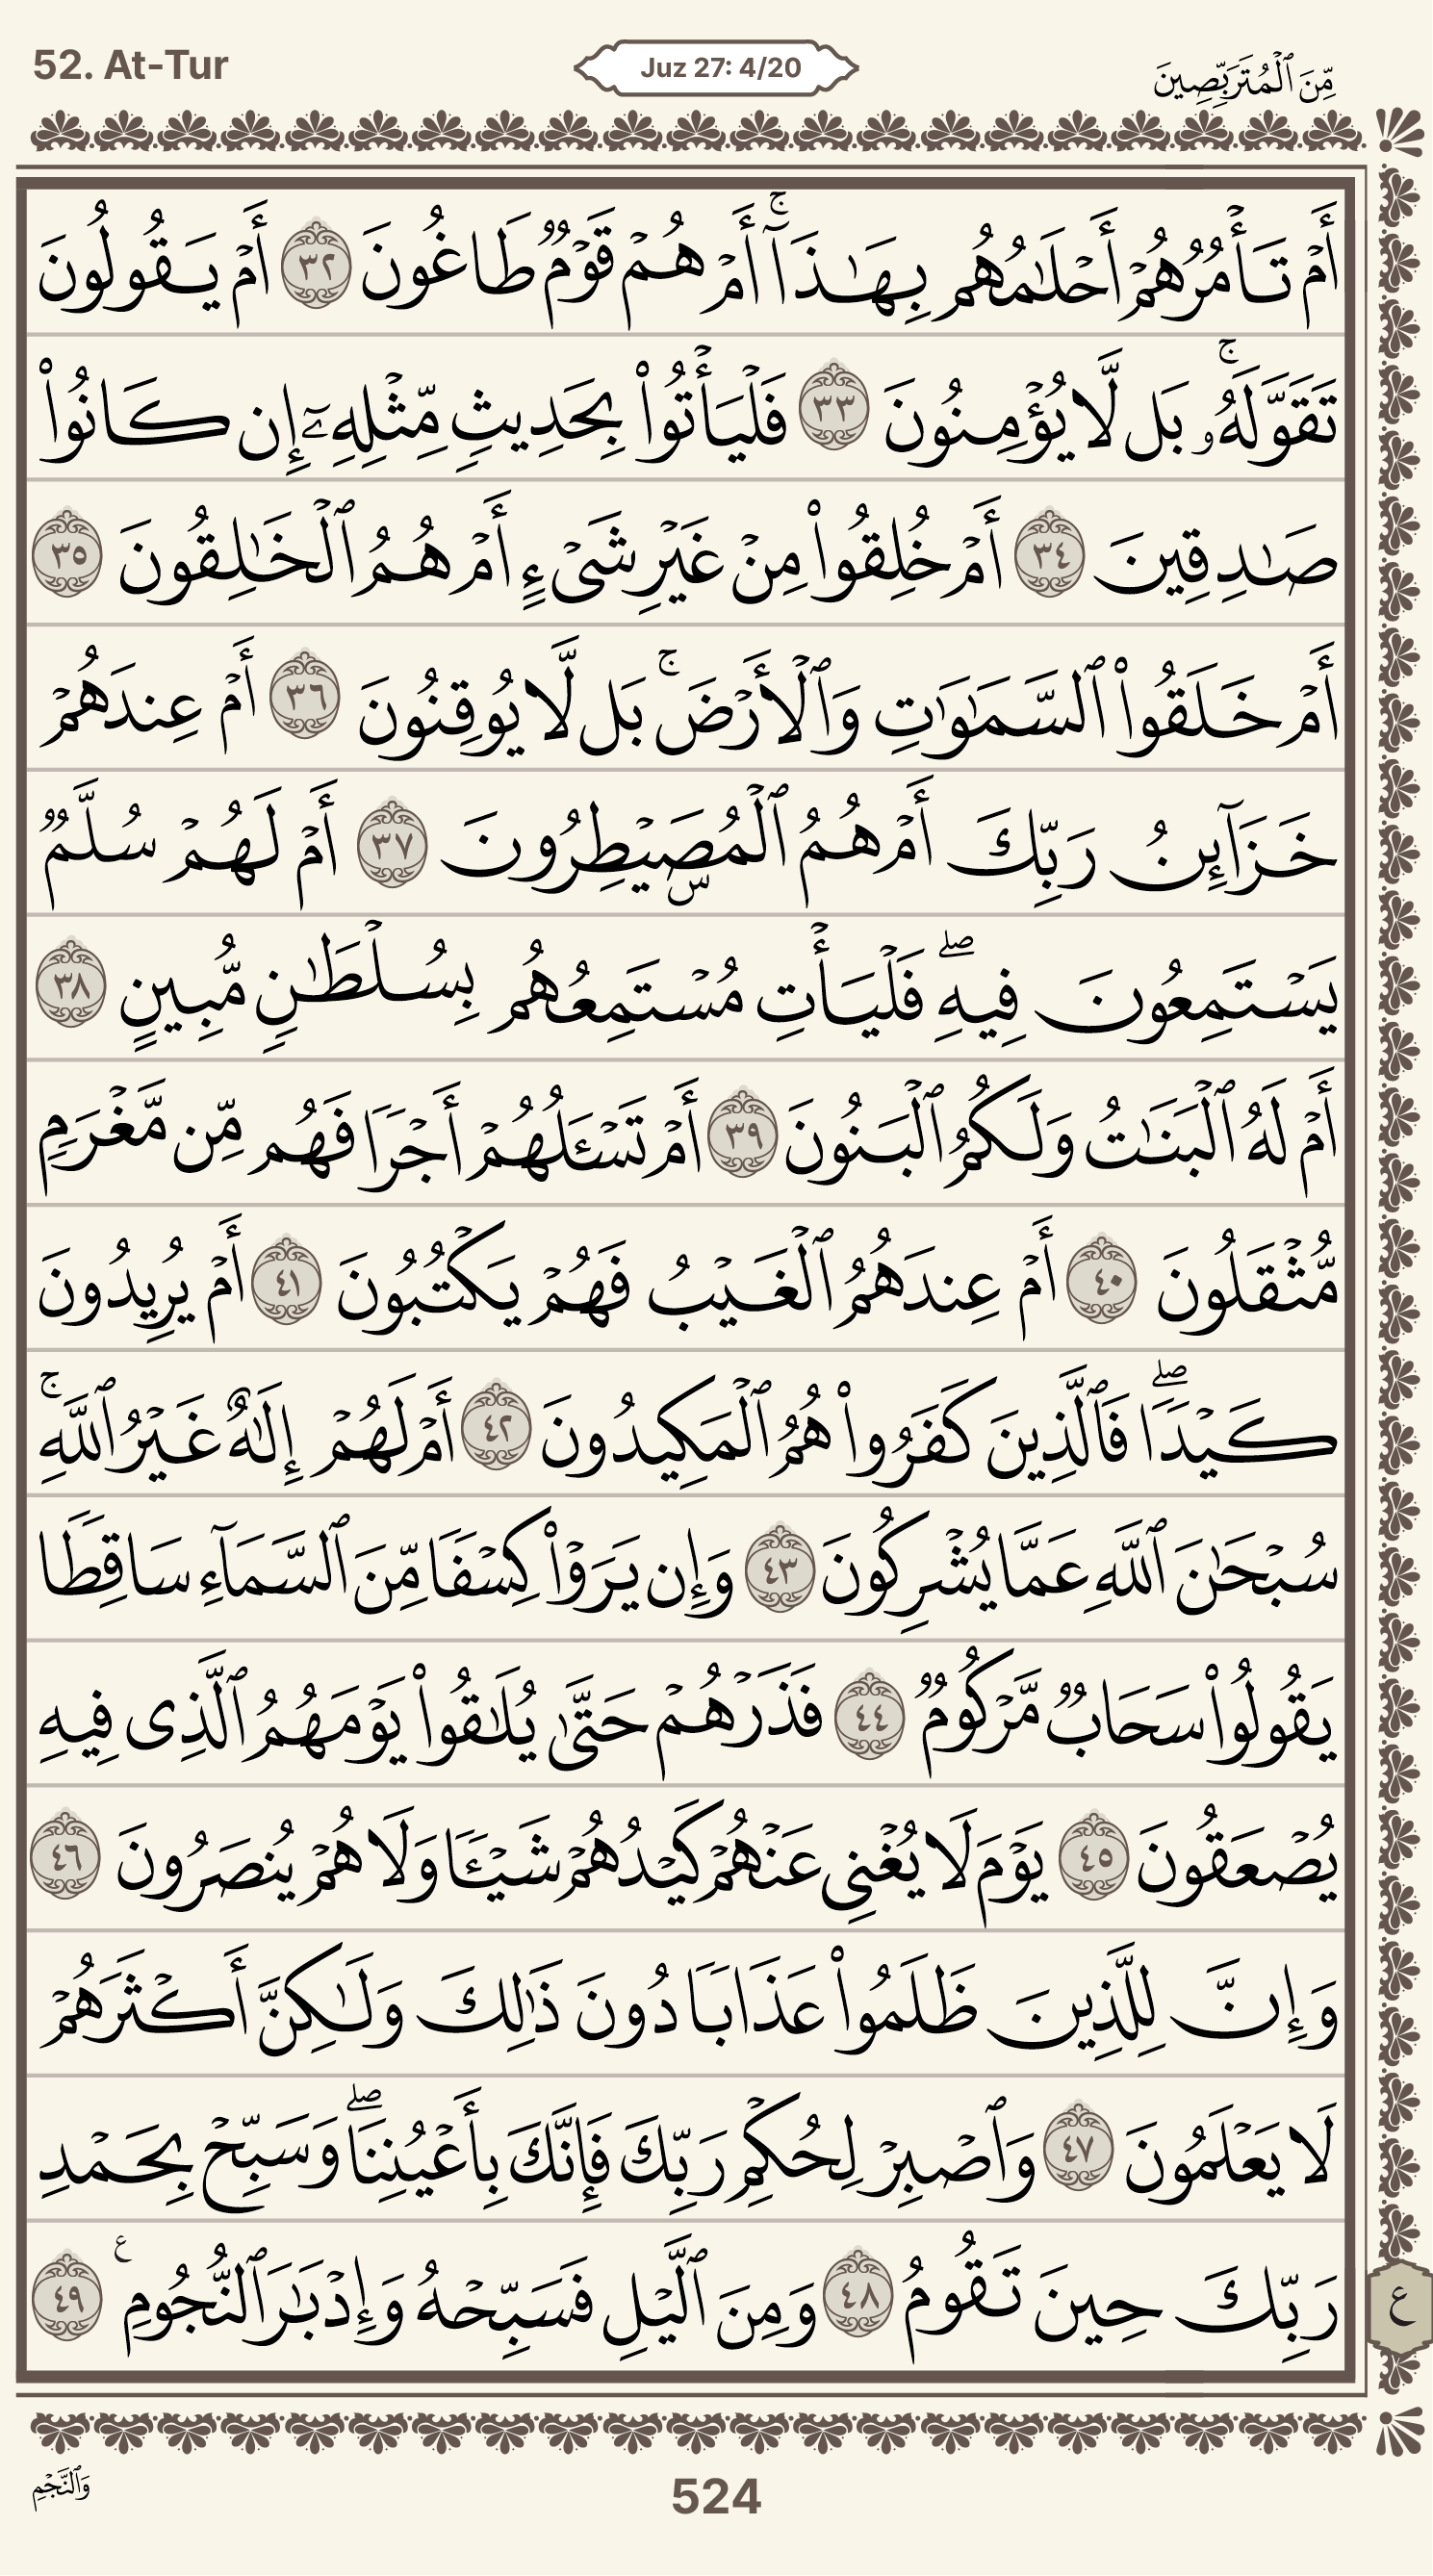 52. At-Tur
Juz 27: 4/20
مِّنَ ٱلْمُتَرَبِّصِينَ
أَمْ تَأْمُرُهُمْ أَحْلَٰمُهُم بِهَٰذَآ ۚ أَمْ هُمْ قَوْمٌ طَاغُونَ ٣٢ أَمْ يَقُولُونَ
تَقَوَّلَهُۥ ۚ بَل لَّا يُؤْمِنُونَ ٣٣ فَلْيَأْتُوا۟ بِحَدِيثٍ مِّثْلِهِۦٓ إِن كَانُوا۟
صَٰدِقِينَ ٣٤ أَمْ خُلِقُوا۟ مِنْ غَيْرِ شَىْءٍ أَمْ هُمُ ٱلْخَٰلِقُونَ ٣٥
أَمْ خَلَقُوا۟ ٱلسَّمَٰوَٰتِ وَٱلْأَرْضَ ۚ بَل لَّا يُوقِنُونَ ٣٦ أَمْ عِندَهُمْ
خَزَآئِنُ رَبِّكَ أَمْ هُمُ ٱلْمُصَۣيْطِرُونَ ٣٧ أَمْ لَهُمْ سُلَّمٌ
يَسْتَمِعُونَ فِيهِ ۖ فَلْيَأْتِ مُسْتَمِعُهُم بِسُلْطَٰنٍ مُّبِينٍ ٣٨
أَمْ لَهُ ٱلْبَنَٰتُ وَلَكُمُ ٱلْبَنُونَ ٣٩ أَمْ تَسْـَٔلُهُمْ أَجْرًا فَهُم مِّن مَّغْرَمٍ
مُّثْقَلُونَ ٤٠ أَمْ عِندَهُمُ ٱلْغَيْبُ فَهُمْ يَكْتُبُونَ ٤١ أَمْ يُرِيدُونَ
كَيْدًا ۖ فَٱلَّذِينَ كَفَرُوا۟ هُمُ ٱلْمَكِيدُونَ ٤٢ أَمْ لَهُمْ إِلَٰهٌ غَيْرُ ٱللَّهِ ۚ
سُبْحَٰنَ ٱللَّهِ عَمَّا يُشْرِكُونَ ٤٣ وَإِن يَرَوْا۟ كِسْفًا مِّنَ ٱلسَّمَآءِ سَاقِطًا
يَقُولُوا۟ سَحَابٌ مَّرْكُومٌ ٤٤ فَذَرْهُمْ حَتَّىٰ يُلَٰقُوا۟ يَوْمَهُمُ ٱلَّذِى فِيهِ
يُصْعَقُونَ ٤٥ يَوْمَ لَا يُغْنِى عَنْهُمْ كَيْدُهُمْ شَيْـًٔا وَلَا هُمْ يُنصَرُونَ ٤٦
وَإِنَّ لِلَّذِينَ ظَلَمُوا۟ عَذَابًا دُونَ ذَٰلِكَ وَلَٰكِنَّ أَكْثَرَهُمْ
لَا يَعْلَمُونَ ٤٧ وَٱصْبِرْ لِحُكْمِ رَبِّكَ فَإِنَّكَ بِأَعْيُنِنَا ۖ وَسَبِّحْ بِحَمْدِ
رَبِّكَ حِينَ تَقُومُ ٤٨ وَمِنَ ٱلَّيْلِ فَسَبِّحْهُ وَإِدْبَٰرَ ٱلنُّجُومِ ع ٤٩
ع
وَٱلنَّجْمِ
524